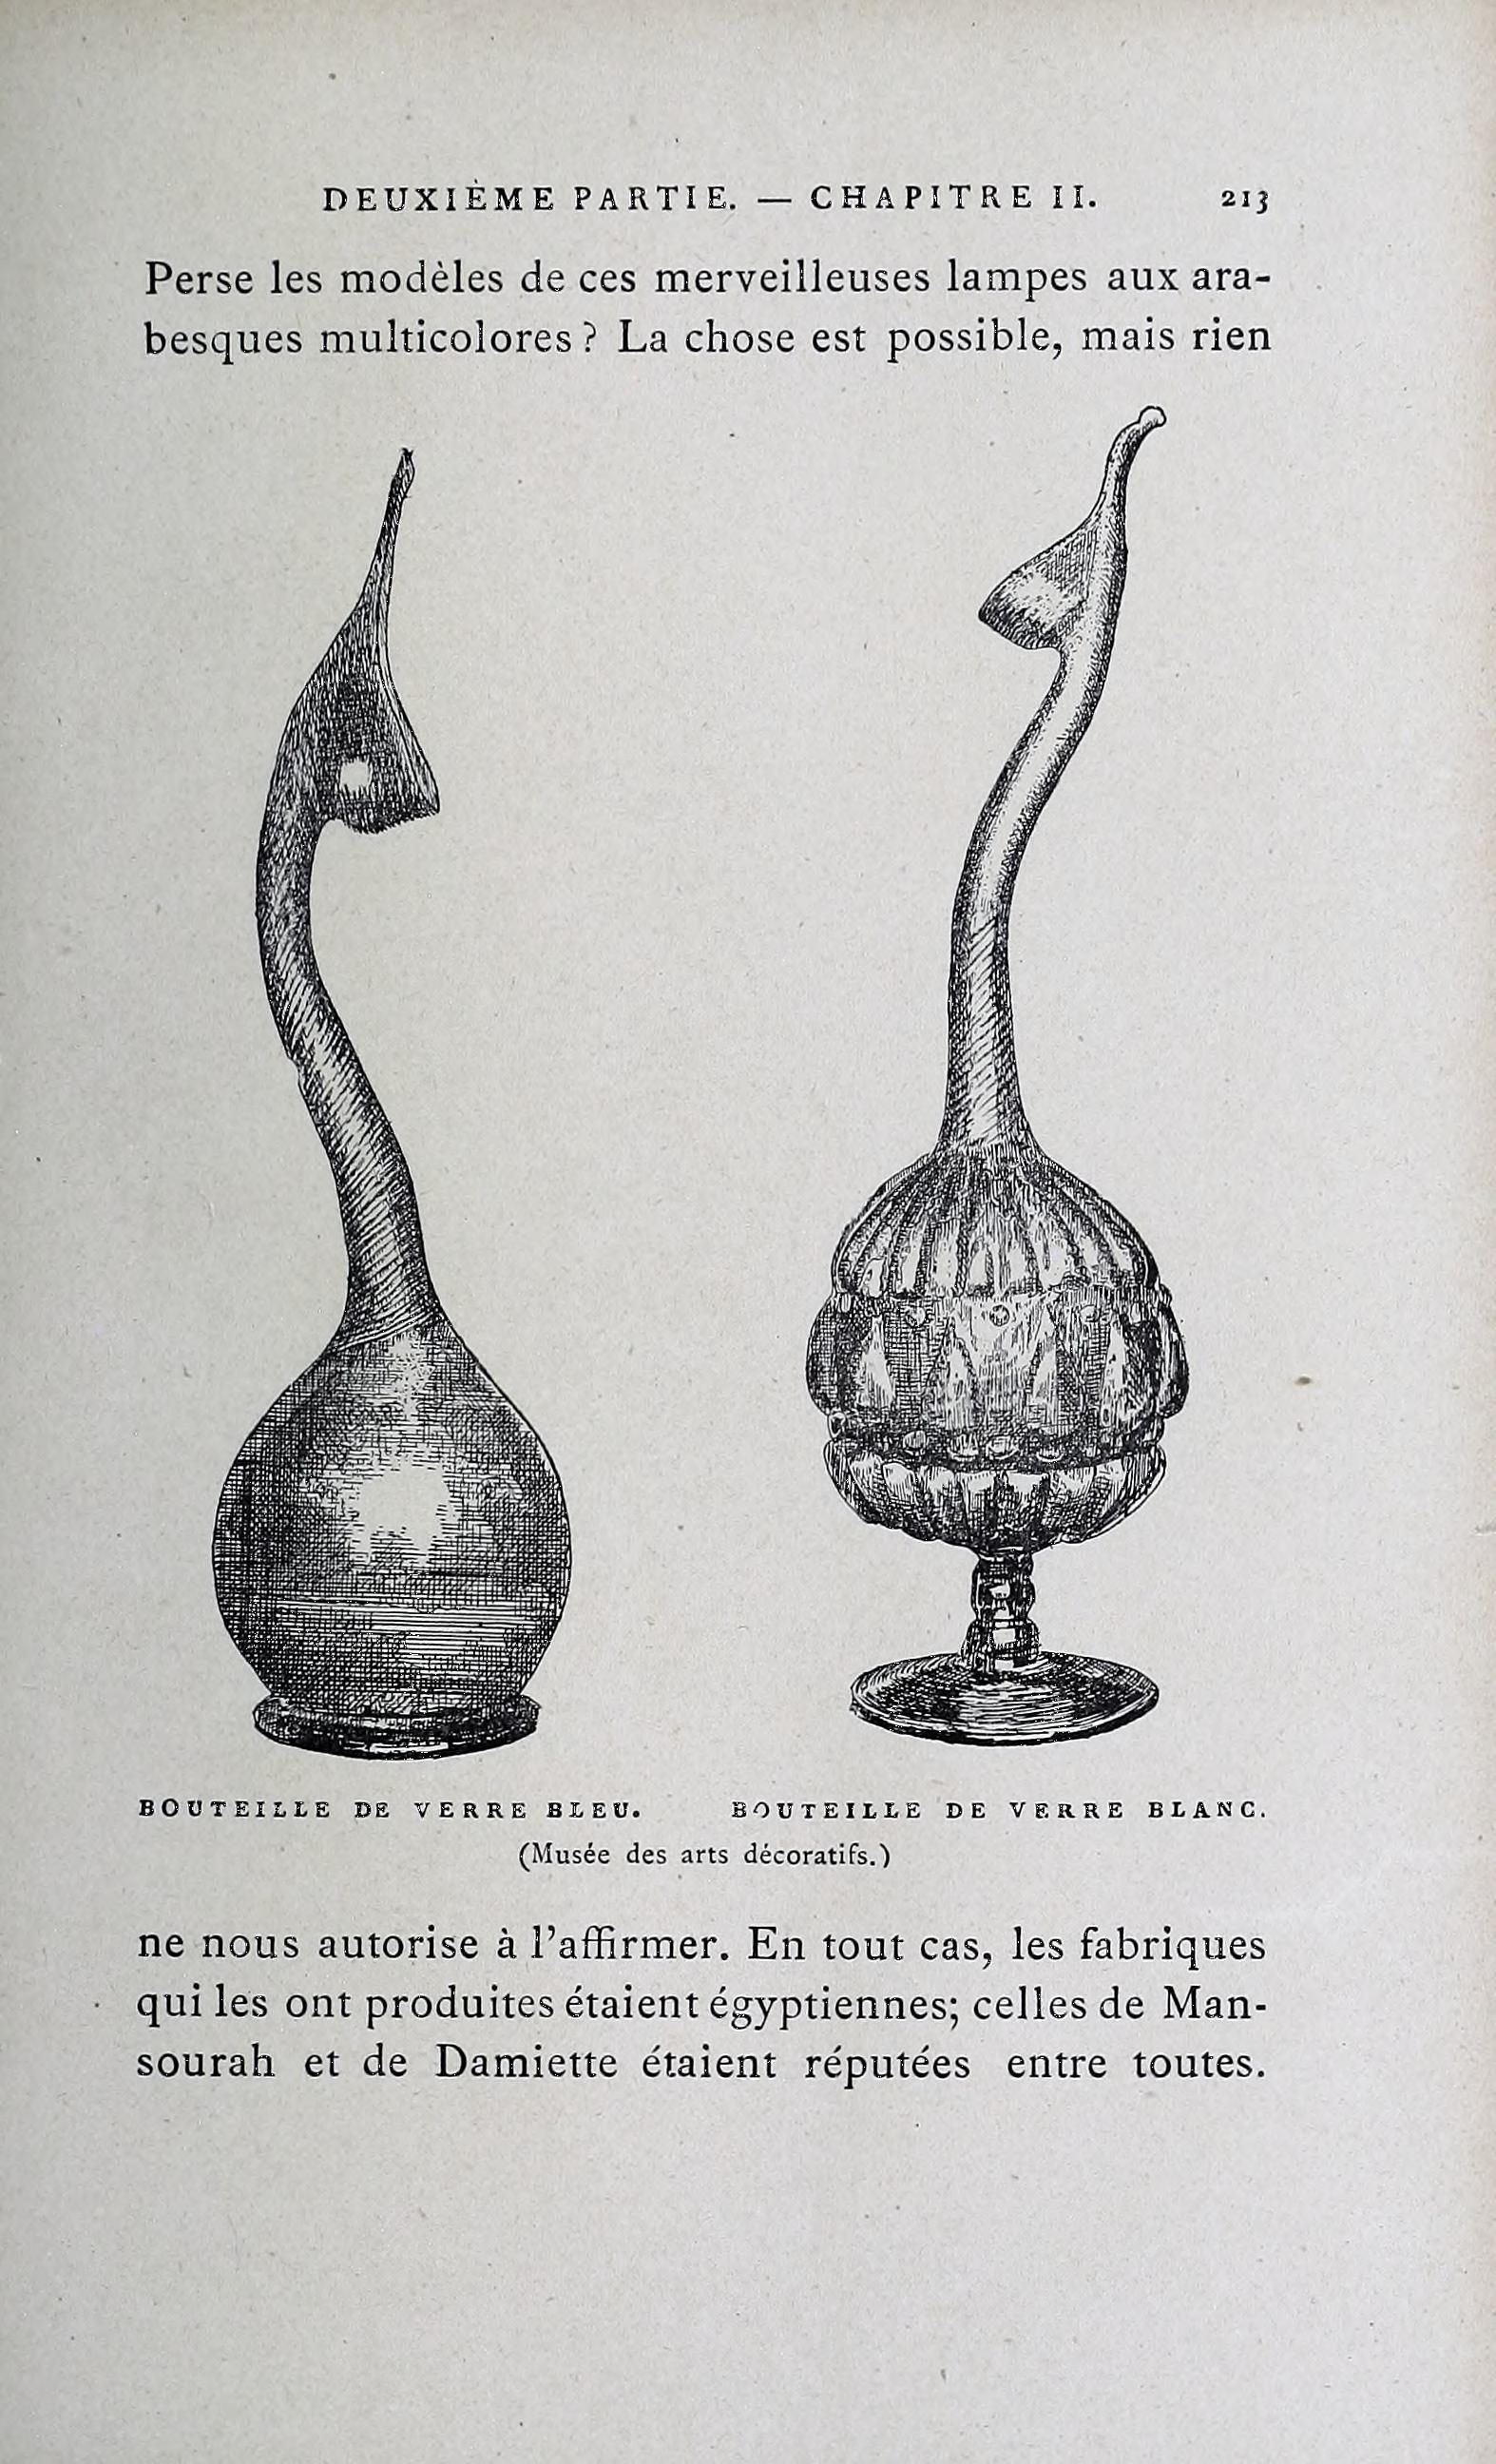 DEUXIÈME PARTIE. — CHAPITRE II. 213
Perse les modèles de ces merveilleuses lampes aux ara-
besques multicolores? La chose est possible, mais rien
BOUTEILLE DE VERRE BLEU. BOUTEILLE DE VERRE BLANC.
(Musée des arts décoratifs.)
ne nous autorise à l'affirmer. En tout cas, les fabriques
qui les ont produites étaient égyptiennes; celles de Man-
sourah et de Damiette étaient réputées entre toutes.